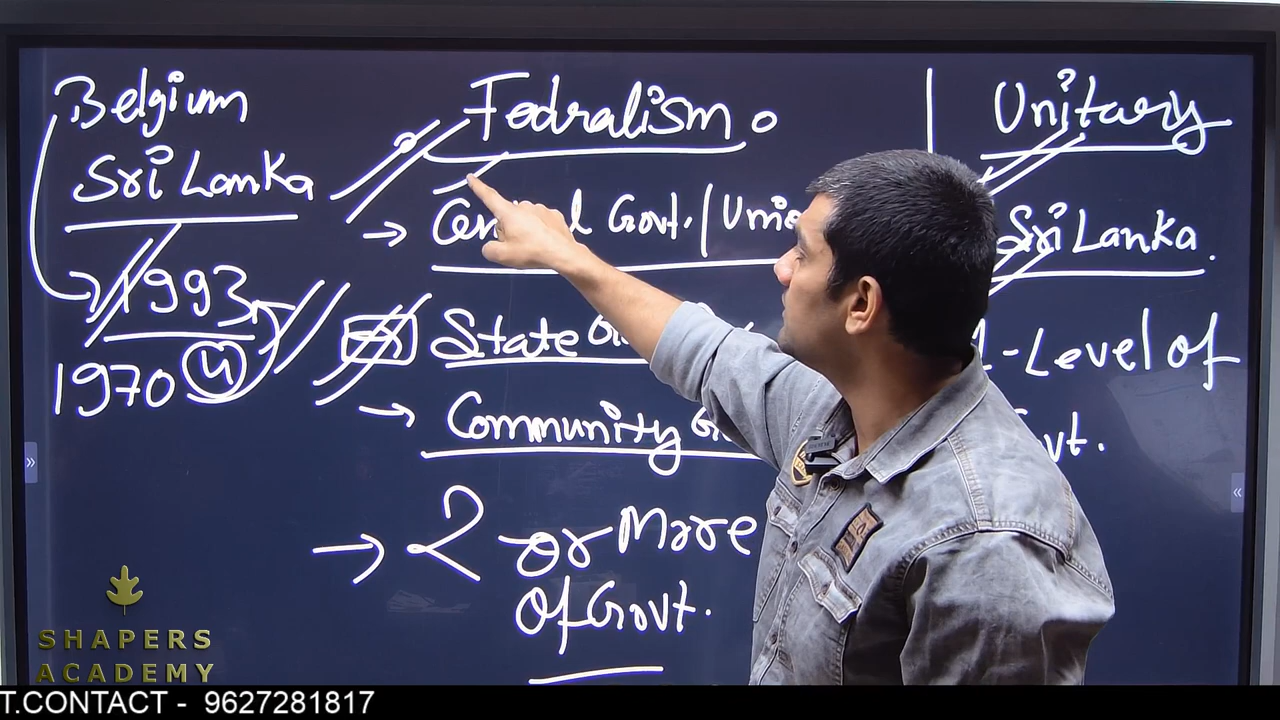 Belgium
Sri Lanka
1993
1970 4
Fedralism
Govt. / Unio
State
Community
2 or More
Of Govt.
Unitary
Sri Lanka.
-Level of
vt.
SHAPERS
ACADEMY
T.CONTACT - 9627281817